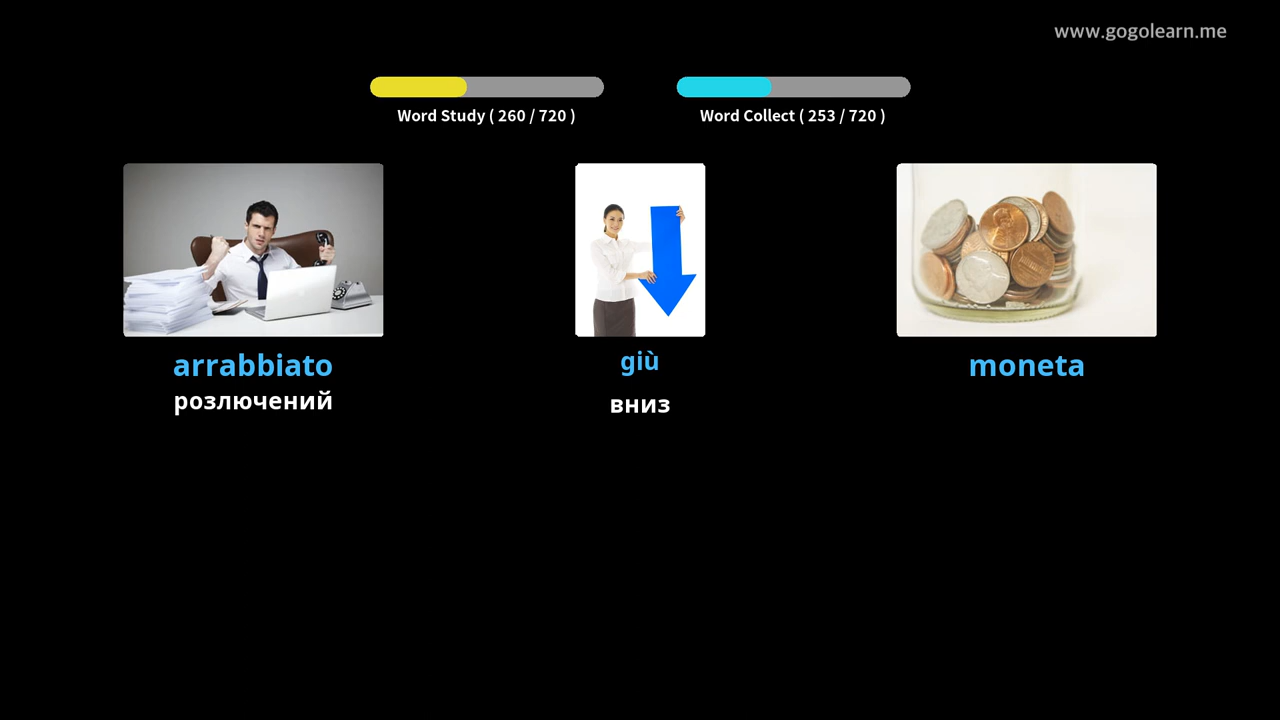 www.gogolearn.me
Word Study ( 260 / 720 )
Word Collect ( 253 / 720 )
arrabbiato
розлючений
giù
вниз
moneta